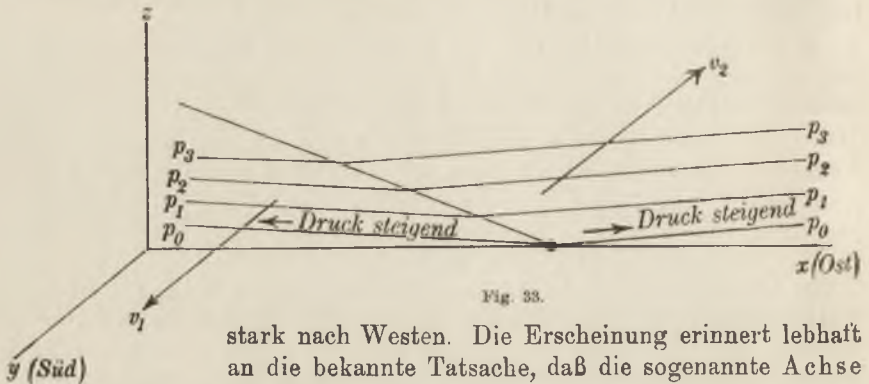 z
v₂
p₃
p₃
p₂
p₂
p₁
p₁
← Druck steigend
→ Druck steigend
p₀
p₀
x (Ost)
Fig. 33.
v₁
stark nach Westen. Die Erscheinung erinnert lebhaft
y (Süd)
an die bekannte Tatsache, daß die sogenannte Achse